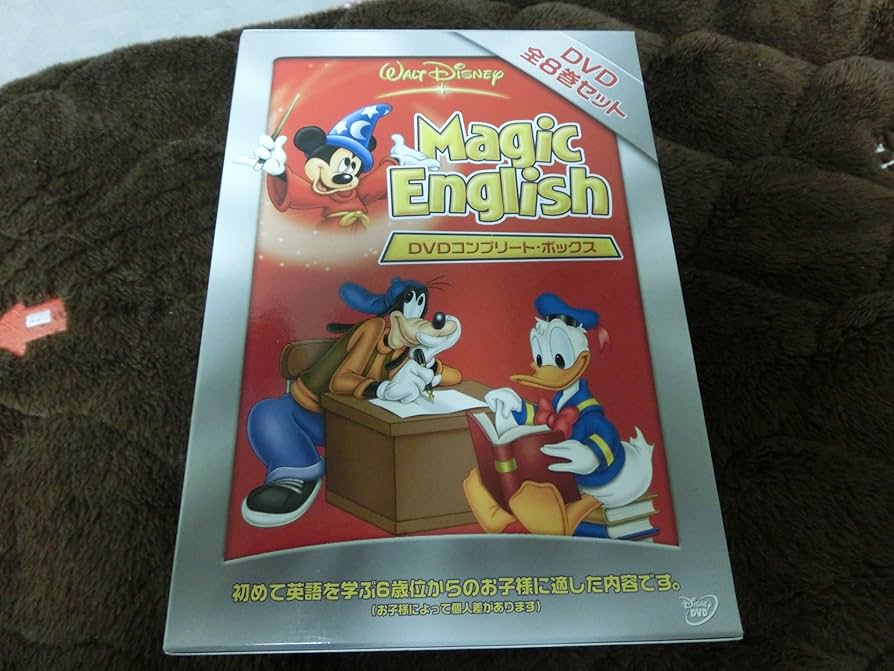 DVD
全8巻セット
WALT DISNEY
Magic
English
DVDコンプリート・ボックス
初めて英語を学ぶ6歳位からのお子様に適した内容です。
(お子様によって個人差があります)
Disney
DVD